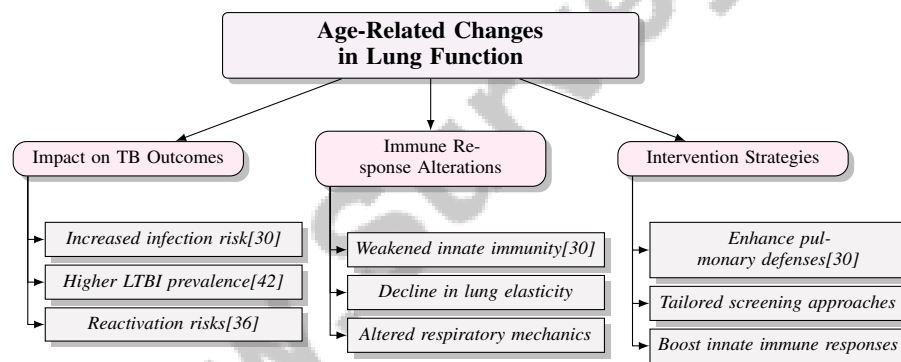 Age-Related Changes
in Lung Function
Impact on TB Outcomes
Increased infection risk[30]
Higher LTBI prevalence[42]
Reactivation risks[36]
Immune Re-
sponse Alterations
Weakened innate immunity[30]
Decline in lung elasticity
Altered respiratory mechanics
Intervention Strategies
Enhance pul-
monary defenses[30]
Tailored screening approaches
Boost innate immune responses